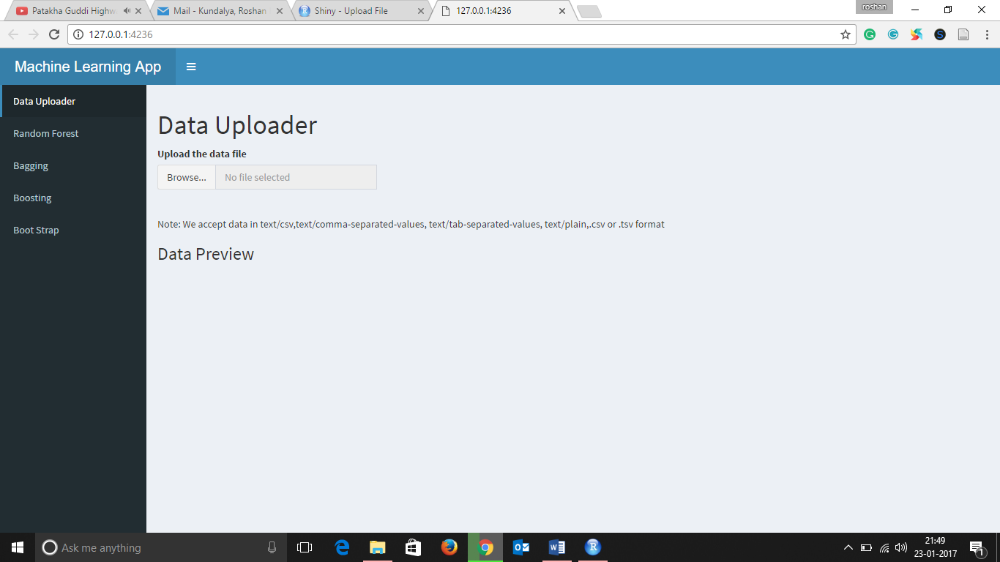 Patakha Guddi Highw
Mail - Kundalya, Roshan
Shiny - Upload File
127.0.0.1:4236
roshan
127.0.0.1:4236
Machine Learning App
Data Uploader
Random Forest
Bagging
Boosting
Boot Strap
Data Uploader
Upload the data file
Browse... No file selected
Note: We accept data in text/csv,text/comma-separated-values, text/tab-separated-values, text/plain,.csv or .tsv format
Data Preview
Ask me anything
21:49
23-01-2017
1